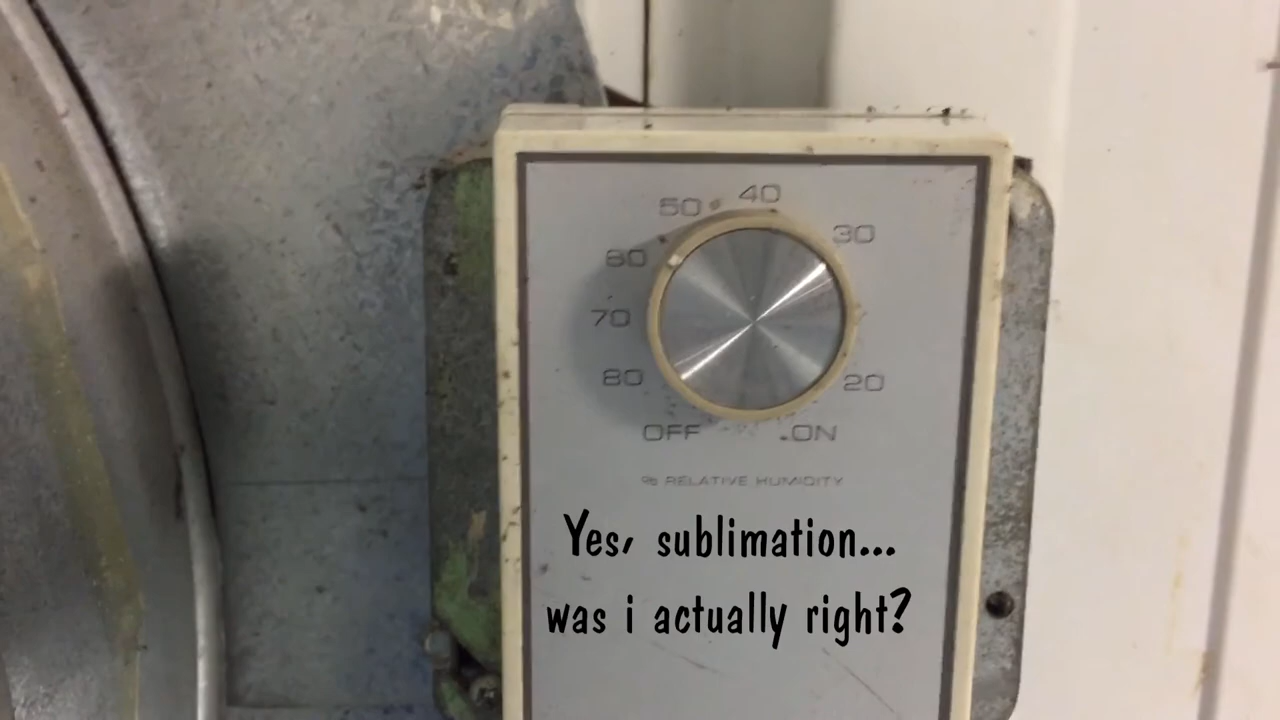 50 40
60 30
70
80 20
OFF .ON
% RELATIVE HUMIDITY
Yes, sublimation...
was i actually right?